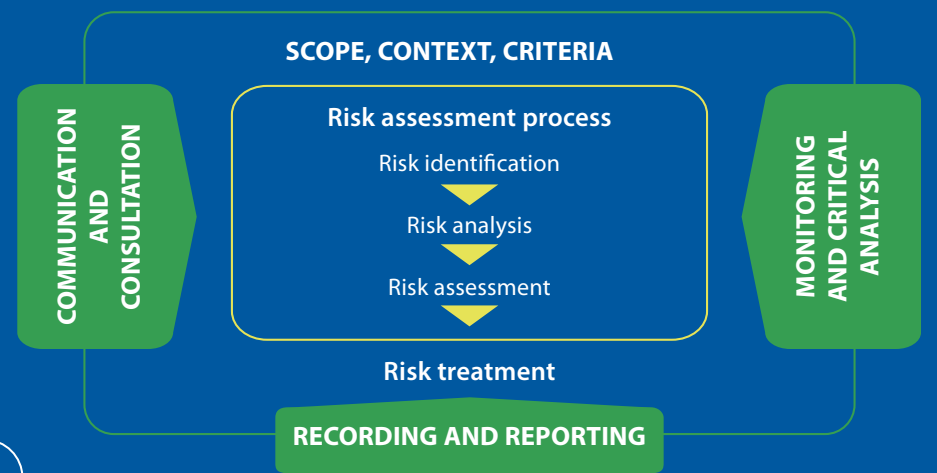 SCOPE, CONTEXT, CRITERIA
COMMUNICATION
AND
CONSULTATION
Risk assessment process
Risk identification
Risk analysis
Risk assessment
MONITORING
AND CRITICAL
ANALYSIS
Risk treatment
RECORDING AND REPORTING